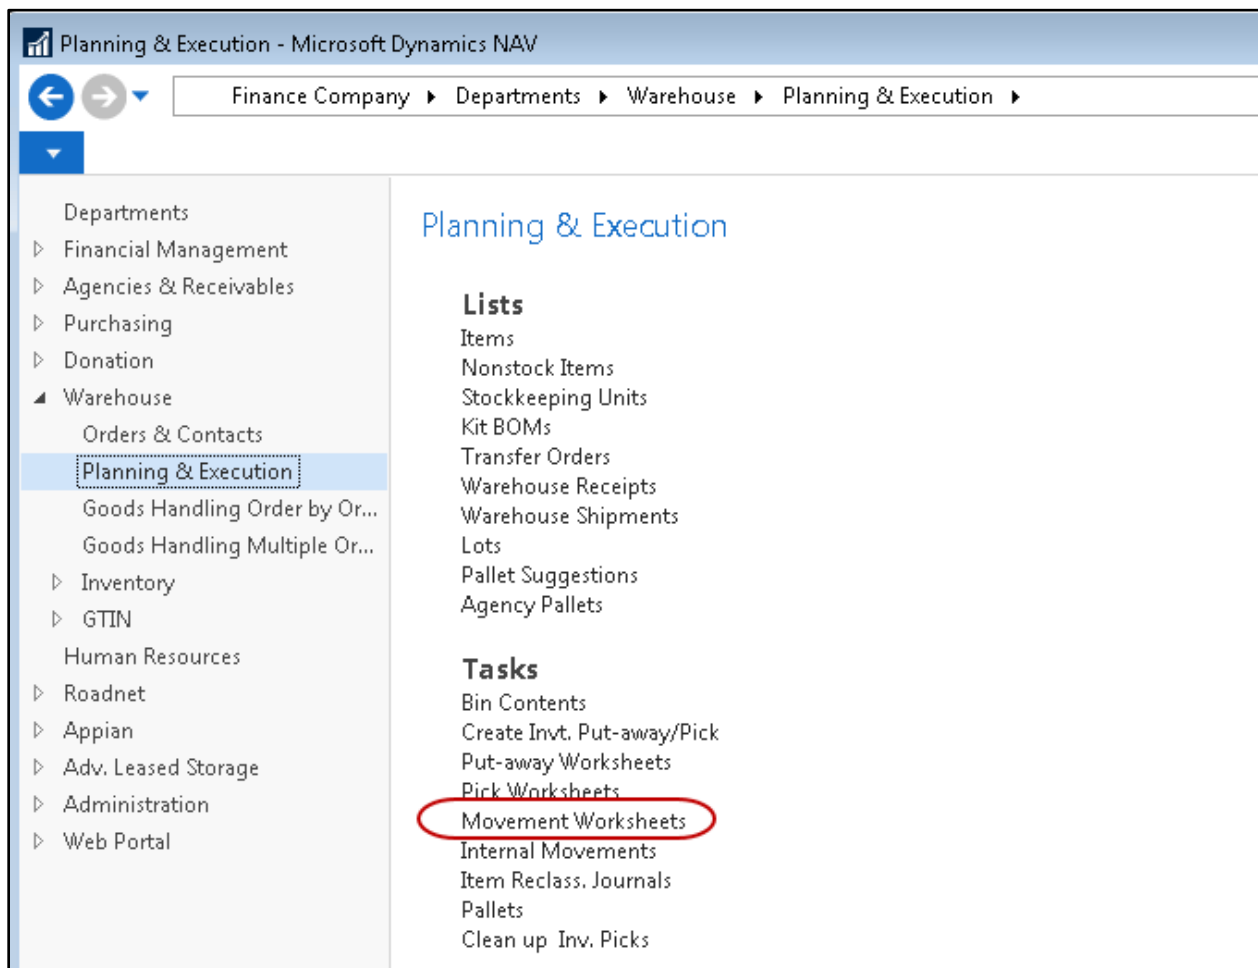 Planning & Execution - Microsoft Dynamics NAV
Finance Company ▸ Departments ▸ Warehouse ▸ Planning & Execution ▸
Departments
Financial Management
Agencies & Receivables
Purchasing
Donation
Warehouse
Orders & Contacts
Planning & Execution
Goods Handling Order by Or...
Goods Handling Multiple Or...
Inventory
GTIN
Human Resources
Roadnet
Appian
Adv. Leased Storage
Administration
Web Portal
Planning & Execution
Lists
Items
Nonstock Items
Stockkeeping Units
Kit BOMs
Transfer Orders
Warehouse Receipts
Warehouse Shipments
Lots
Pallet Suggestions
Agency Pallets
Tasks
Bin Contents
Create Invt. Put-away/Pick
Put-away Worksheets
Pick Worksheets
Movement Worksheets
Internal Movements
Item Reclass. Journals
Pallets
Clean up Inv. Picks